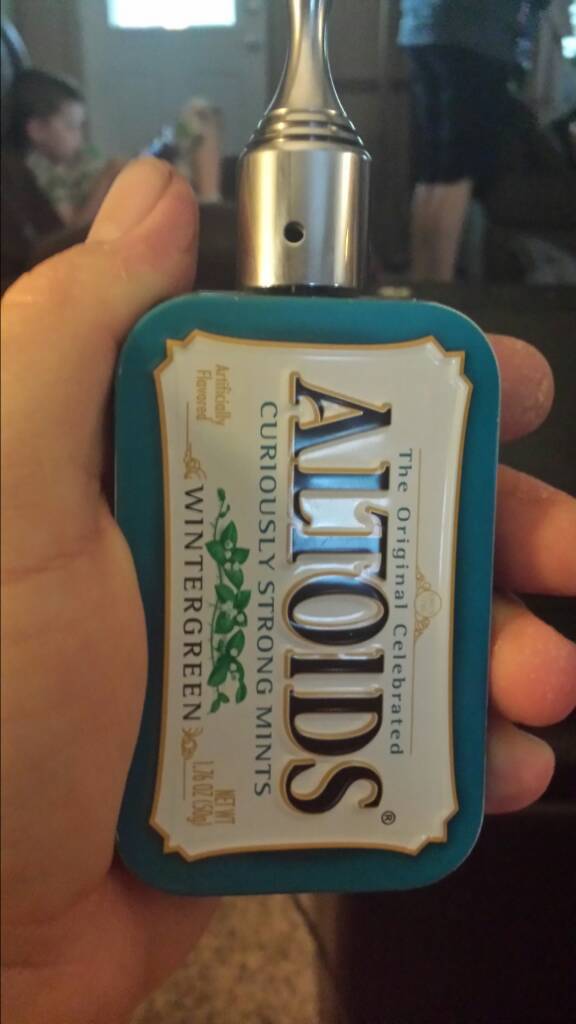 The Original Celebrated
ALTOIDS®
CURIOUSLY STRONG MINTS
WINTERGREEN
Artificially
Flavored
NET WT
1.76 OZ (50g)